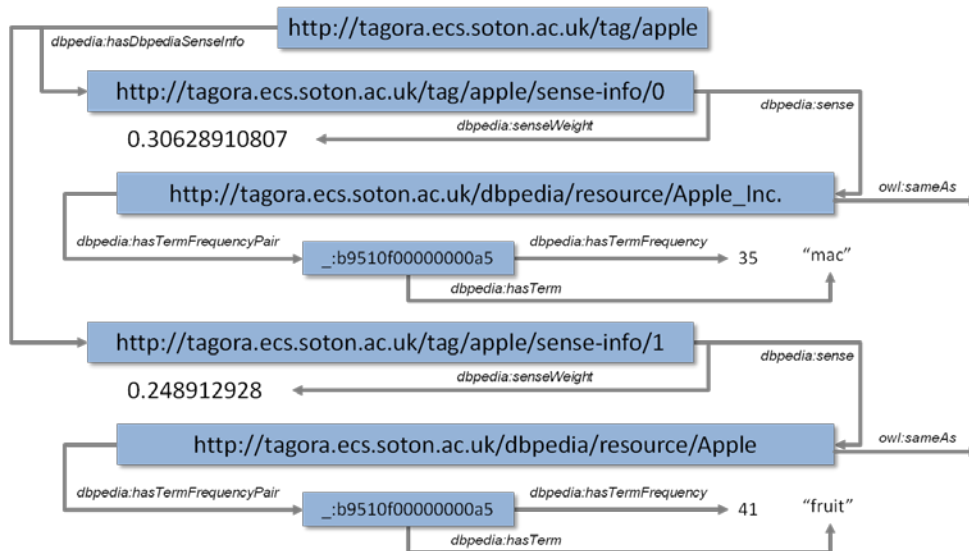 http://tagora.ecs.soton.ac.uk/tag/apple
dbpedia:hasDbpediaSenseInfo
http://tagora.ecs.soton.ac.uk/tag/apple/sense-info/0
dbpedia:sense
dbpedia:senseWeight
0.30628910807
http://tagora.ecs.soton.ac.uk/dbpedia/resource/Apple_Inc.
owl:sameAs
dbpedia:hasTermFrequencyPair
dbpedia:hasTermFrequency
_:b9510f00000000a5
35
"mac"
dbpedia:hasTerm
http://tagora.ecs.soton.ac.uk/tag/apple/sense-info/1
dbpedia:sense
dbpedia:senseWeight
0.248912928
http://tagora.ecs.soton.ac.uk/dbpedia/resource/Apple
owl:sameAs
dbpedia:hasTermFrequencyPair
dbpedia:hasTermFrequency
_:b9510f00000000a5
41
"fruit"
dbpedia:hasTerm